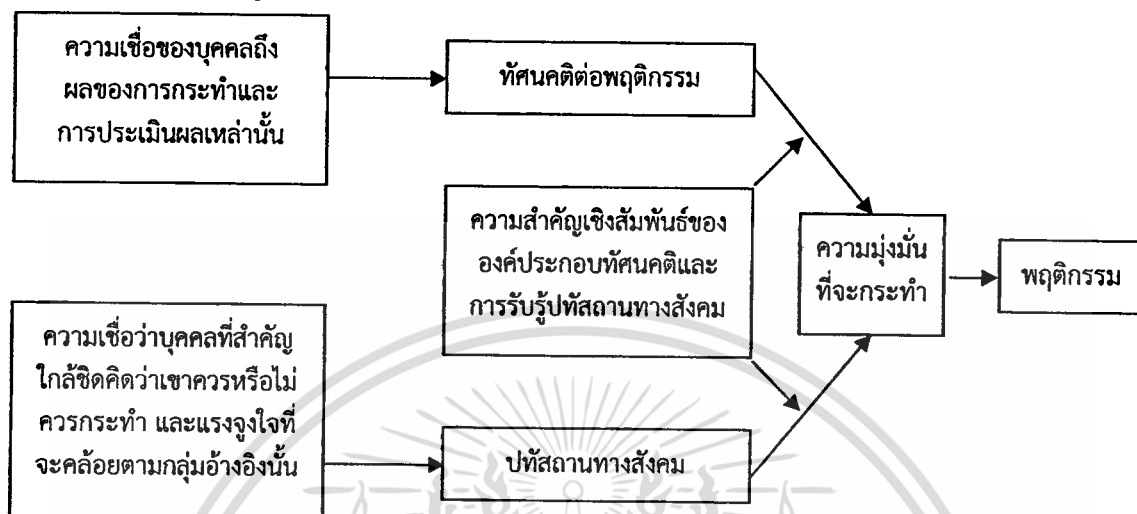 ความเชื่อของบุคคลถึง
ผลของการกระทำและ
การประเมินผลเหล่านั้น
ทัศนคติต่อพฤติกรรม
ความสำคัญเชิงสัมพันธ์ของ
องค์ประกอบทัศนคติและ
การรับรู้ปทัสถานทางสังคม
ความมุ่งมั่น
ที่จะกระทำ
พฤติกรรม
ความเชื่อว่าบุคคลที่สำคัญ
ใกล้ชิดคิดว่าเขาควรหรือไม่
ควรกระทำ และแรงจูงใจที่
จะคล้อยตามกลุ่มอ้างอิงนั้น
ปทัสถานทางสังคม